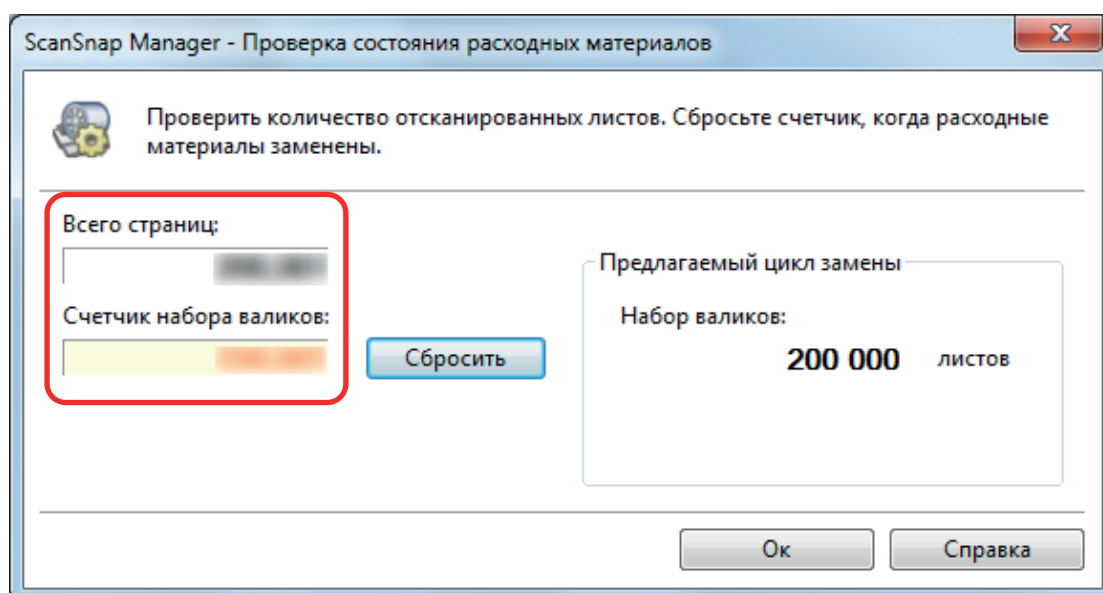 ScanSnap Manager - Проверка состояния расходных материалов
Проверить количество отсканированных листов. Сбросьте счетчик, когда расходные
материалы заменены.
Всего страниц:
Счетчик набора валиков:
Сбросить
Предлагаемый цикл замены
Набор валиков:
200 000 листов
Ок
Справка